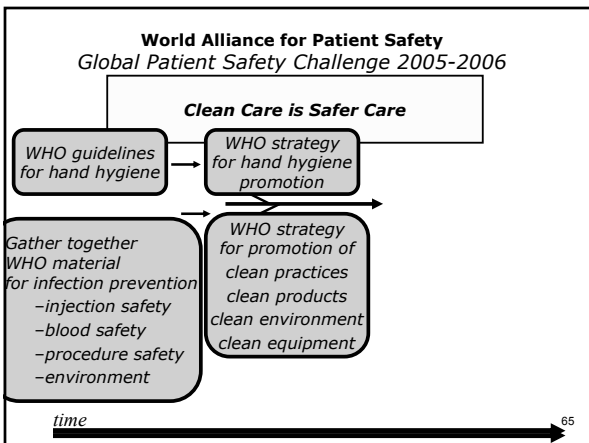 World Alliance for Patient Safety
Global Patient Safety Challenge 2005-2006
Clean Care is Safer Care
WHO guidelines
for hand hygiene
WHO strategy
for hand hygiene
promotion
Gather together
WHO material
for infection prevention
–injection safety
–blood safety
–procedure safety
–environment
WHO strategy
for promotion of
clean practices
clean products
clean environment
clean equipment
time
65